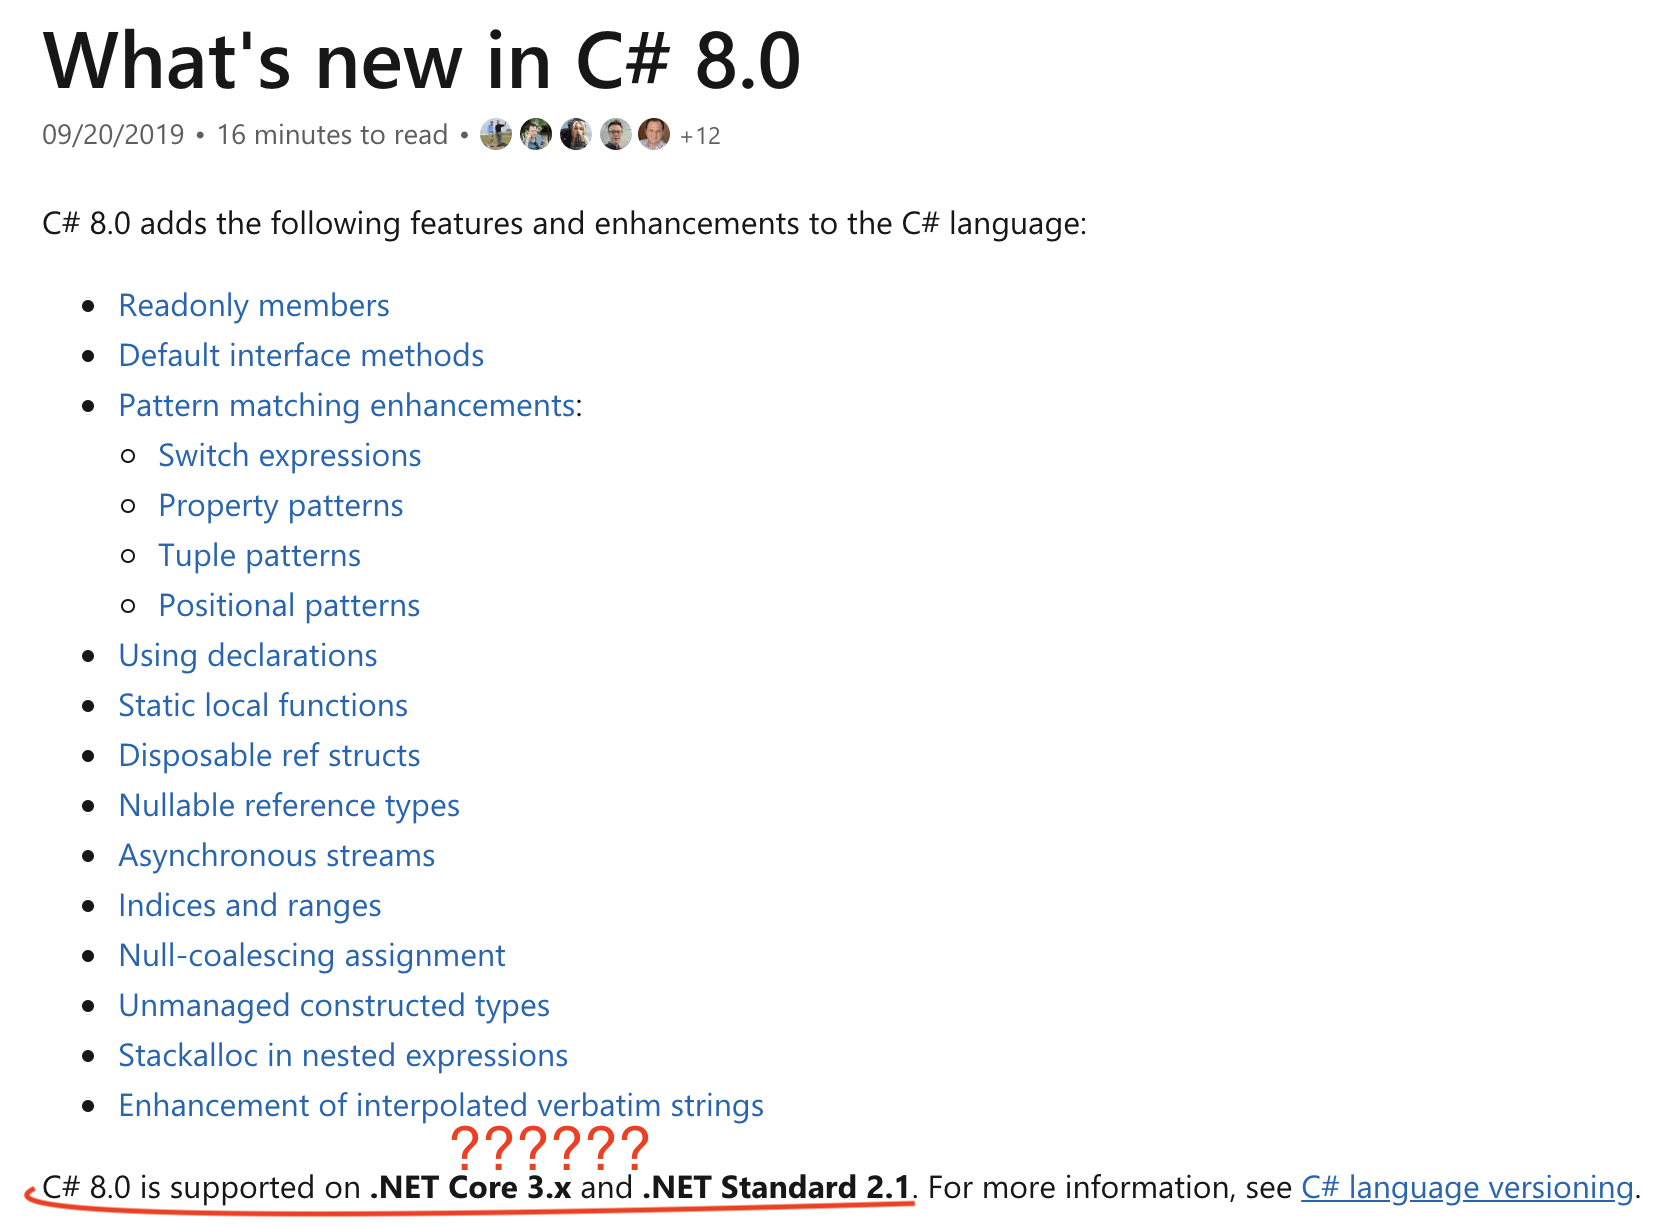 What's new in C# 8.0
09/20/2019 • 16 minutes to read • +12
C# 8.0 adds the following features and enhancements to the C# language:
• Readonly members
• Default interface methods
• Pattern matching enhancements:
○ Switch expressions
○ Property patterns
○ Tuple patterns
○ Positional patterns
• Using declarations
• Static local functions
• Disposable ref structs
• Nullable reference types
• Asynchronous streams
• Indices and ranges
• Null-coalescing assignment
• Unmanaged constructed types
• Stackalloc in nested expressions
• Enhancement of interpolated verbatim strings
??????
C# 8.0 is supported on .NET Core 3.x and .NET Standard 2.1. For more information, see C# language versioning.